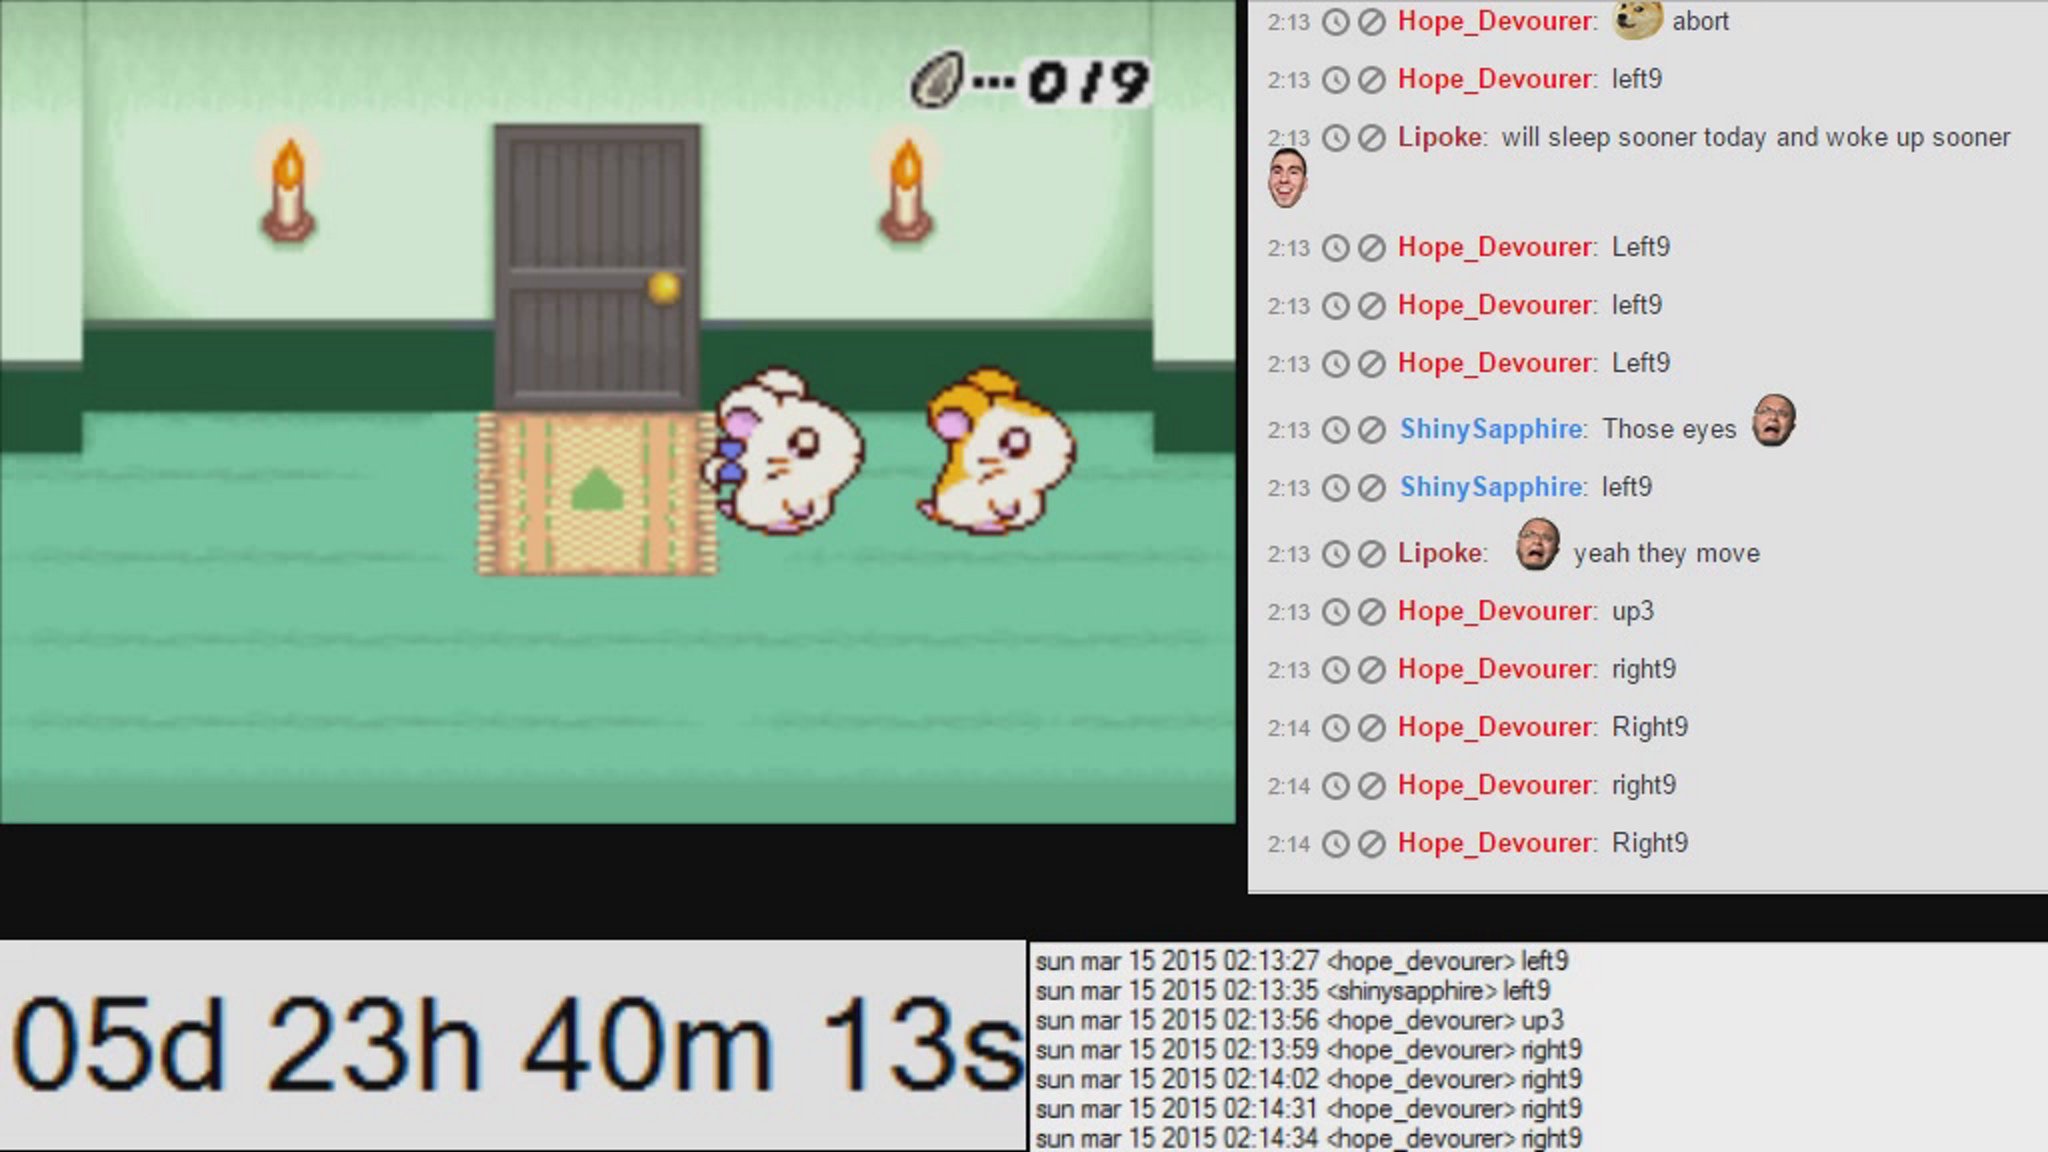 0/9
2:13 Hope_Devourer: abort
2:13 Hope_Devourer: left9
2:13 Lipoke: will sleep sooner today and woke up sooner
2:13 Hope_Devourer: Left9
2:13 Hope_Devourer: left9
2:13 Hope_Devourer: Left9
2:13 ShinySapphire: Those eyes
2:13 ShinySapphire: left9
2:13 Lipoke: yeah they move
2:13 Hope_Devourer: up3
2:13 Hope_Devourer: right9
2:14 Hope_Devourer: Right9
2:14 Hope_Devourer: right9
2:14 Hope_Devourer: Right9
05d 23h 40m 13s
sun mar 15 2015 02:13:27 <hope_devourer> left9
sun mar 15 2015 02:13:35 <shinysapphire> left9
sun mar 15 2015 02:13:56 <hope_devourer> up3
sun mar 15 2015 02:13:59 <hope_devourer> right9
sun mar 15 2015 02:14:02 <hope_devourer> right9
sun mar 15 2015 02:14:31 <hope_devourer> right9
sun mar 15 2015 02:14:34 <hope_devourer> right9